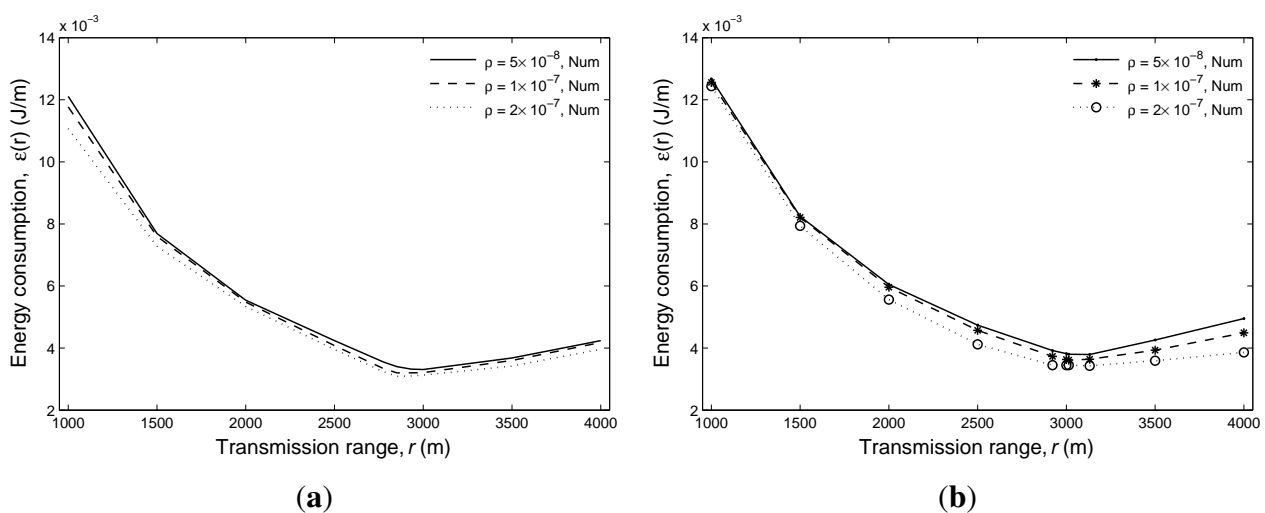 x 10⁻³
14
12
10
8
6
4
2
Energy consumption, ε(r) (J/m)
1000 1500 2000 2500 3000 3500 4000
Transmission range, r (m)
ρ = 5× 10⁻⁸, Num
ρ = 1× 10⁻⁷, Num
ρ = 2× 10⁻⁷, Num
(a)
x 10⁻³
14
12
10
8
6
4
2
Energy consumption, ε(r) (J/m)
1000 1500 2000 2500 3000 3500 4000
Transmission range, r (m)
ρ = 5× 10⁻⁸, Num
ρ = 1× 10⁻⁷, Num
ρ = 2× 10⁻⁷, Num
(b)